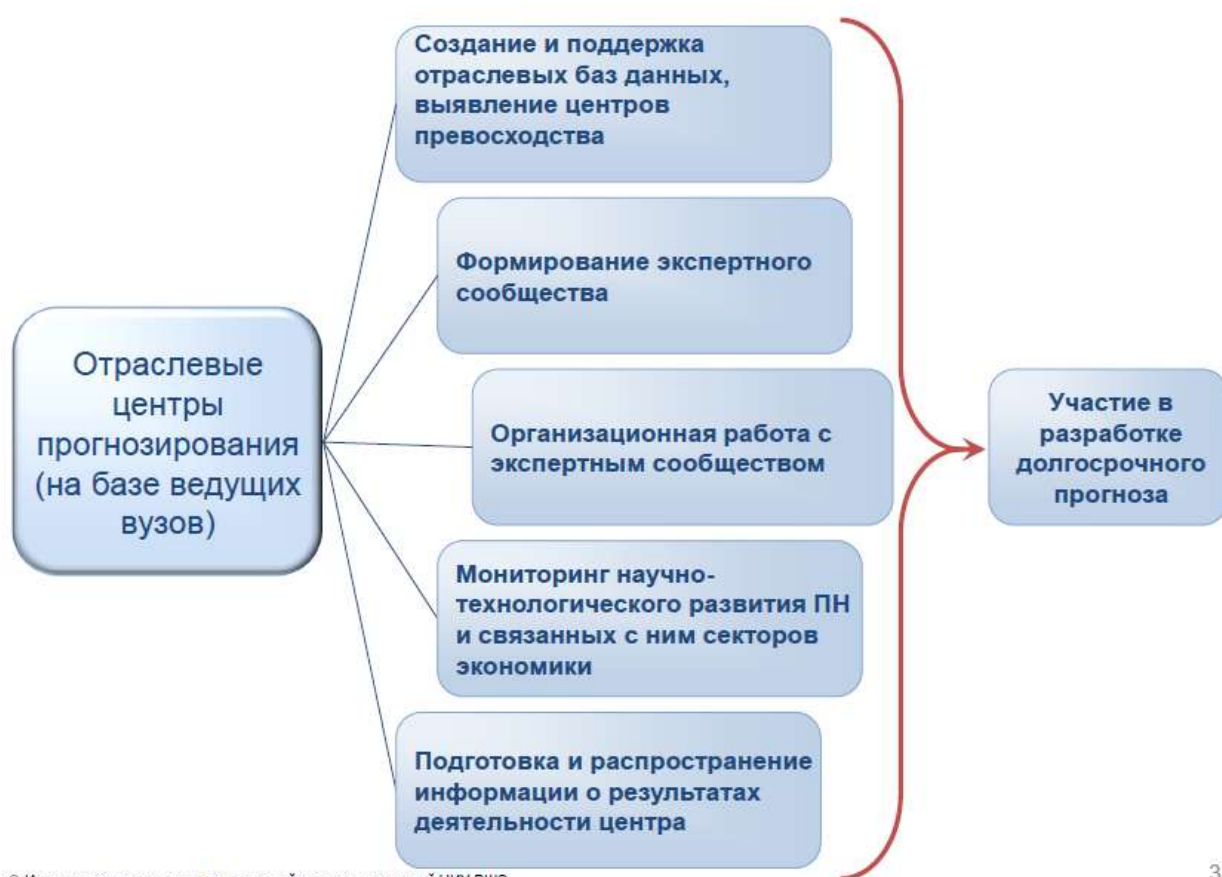 Создание и поддержка
отраслевых баз данных,
выявление центров
превосходства
Формирование экспертного
сообщества
Отраслевые
центры
прогнозирования
(на базе ведущих
вузов)
Организационная работа с
экспертным сообществом
Участие в
разработке
долгосрочного
прогноза
Мониторинг научно-
технологического развития ПН
и связанных с ним секторов
экономики
Подготовка и распространение
информации о результатах
деятельности центра
3